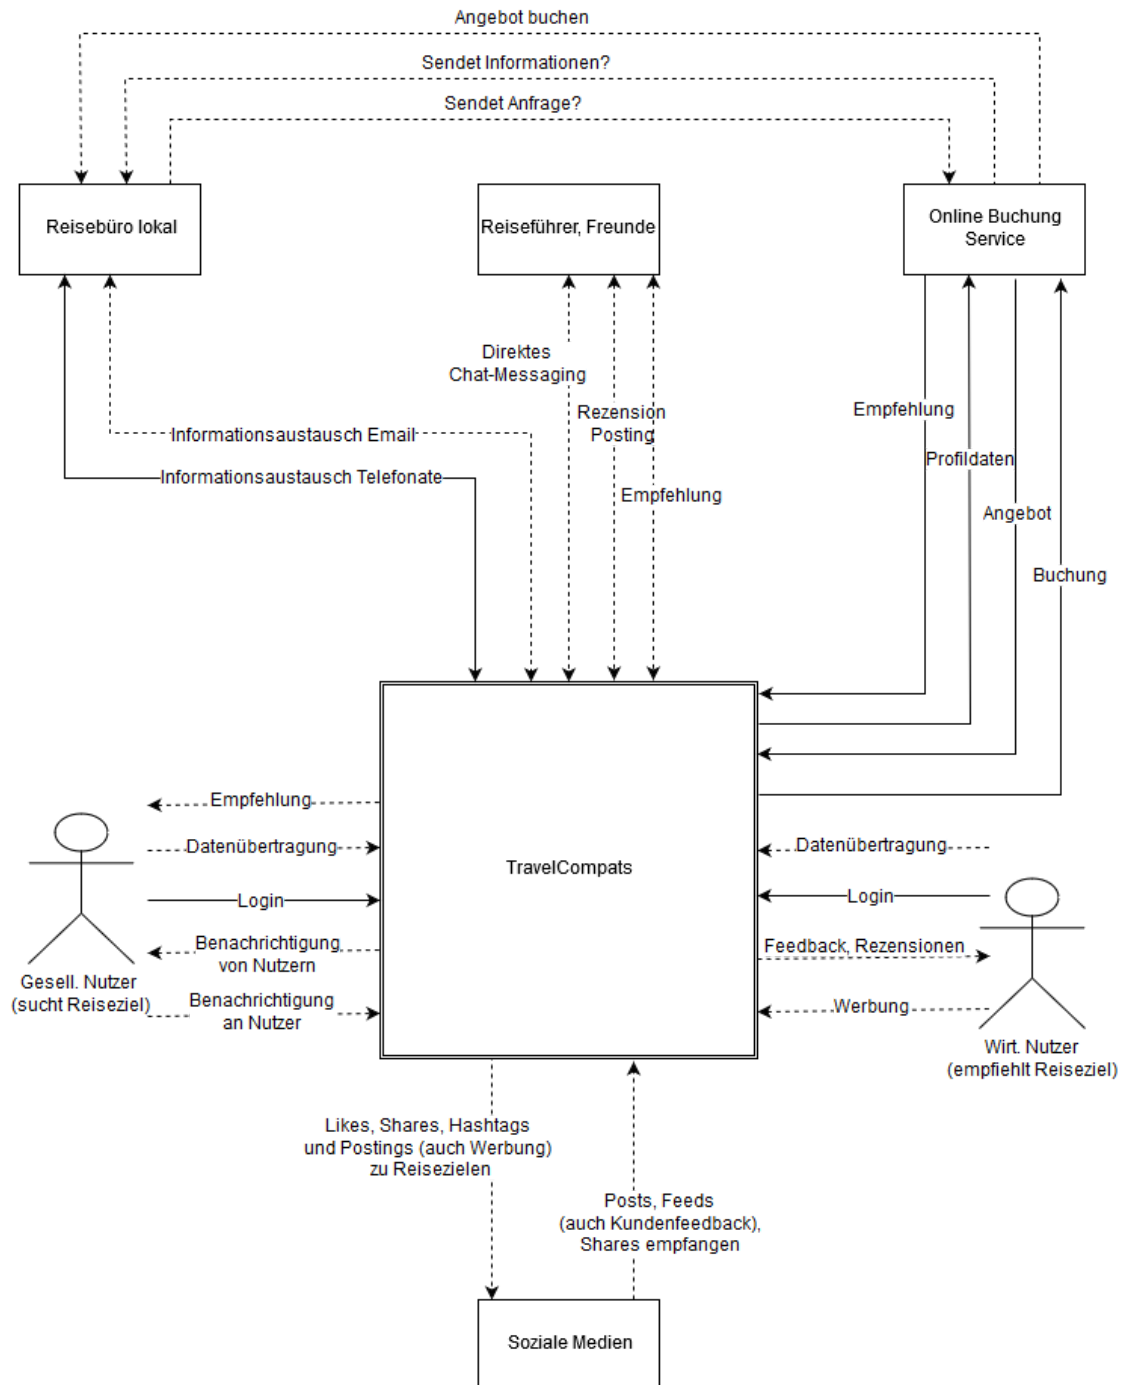 Angebot buchen
Sendet Informationen?
Sendet Anfrage?
Reisebüro lokal
Reiseführer, Freunde
Online Buchung
Service
Direktes
Chat-Messaging
Rezension
Posting
Empfehlung
Informationsaustausch Email
Informationsaustausch Telefonate
Empfehlung
Profildaten
Angebot
Buchung
TravelCompats
Empfehlung
Datenübertragung
Login
Benachrichtigung
von Nutzern
Benachrichtigung
an Nutzer
Gesell. Nutzer
(sucht Reiseziel)
Datenübertragung
Login
Feedback, Rezensionen
Werbung
Wirt. Nutzer
(empfiehlt Reiseziel)
Likes, Shares, Hashtags
und Postings (auch Werbung)
zu Reisezielen
Posts, Feeds
(auch Kundenfeedback),
Shares empfangen
Soziale Medien